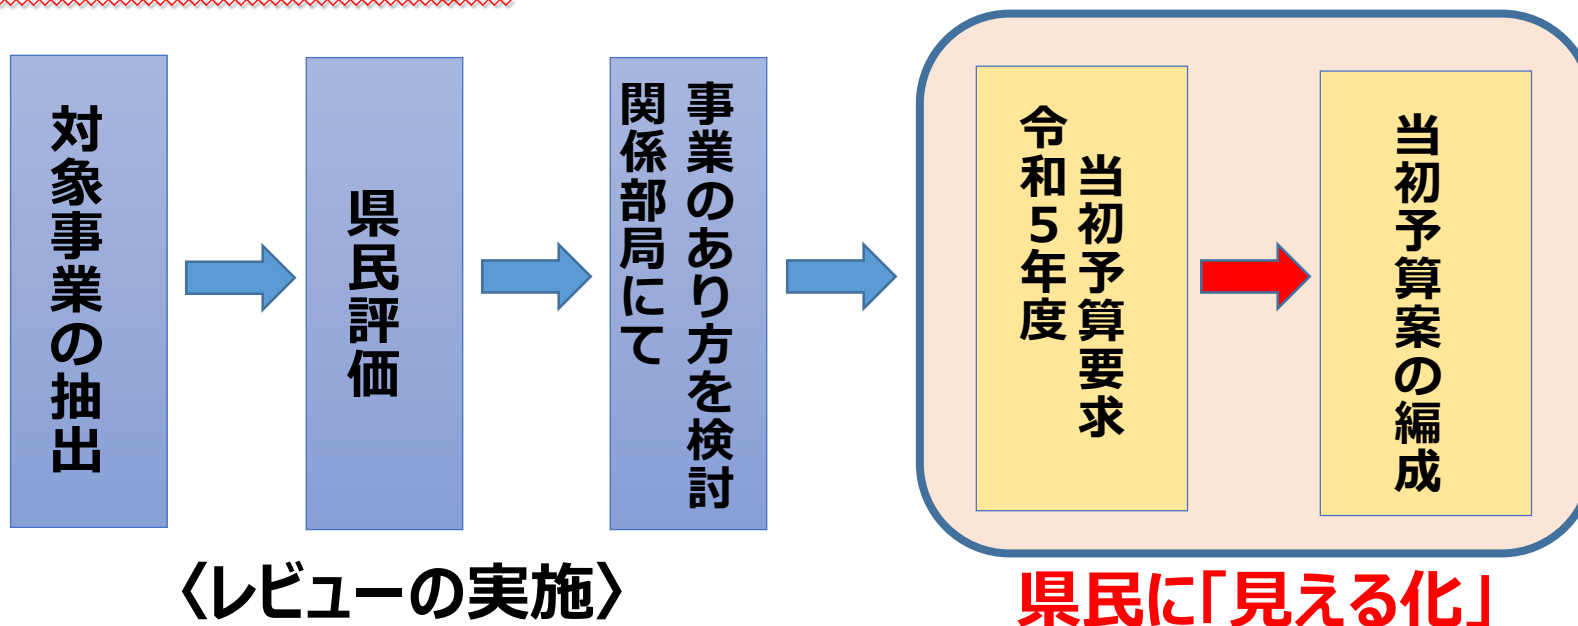 対象事業の抽出
県民評価
関係部局にて
事業のあり方を検討
令和5年度
当初予算要求
当初予算案の編成
〈レビューの実施〉
県民に「見える化」